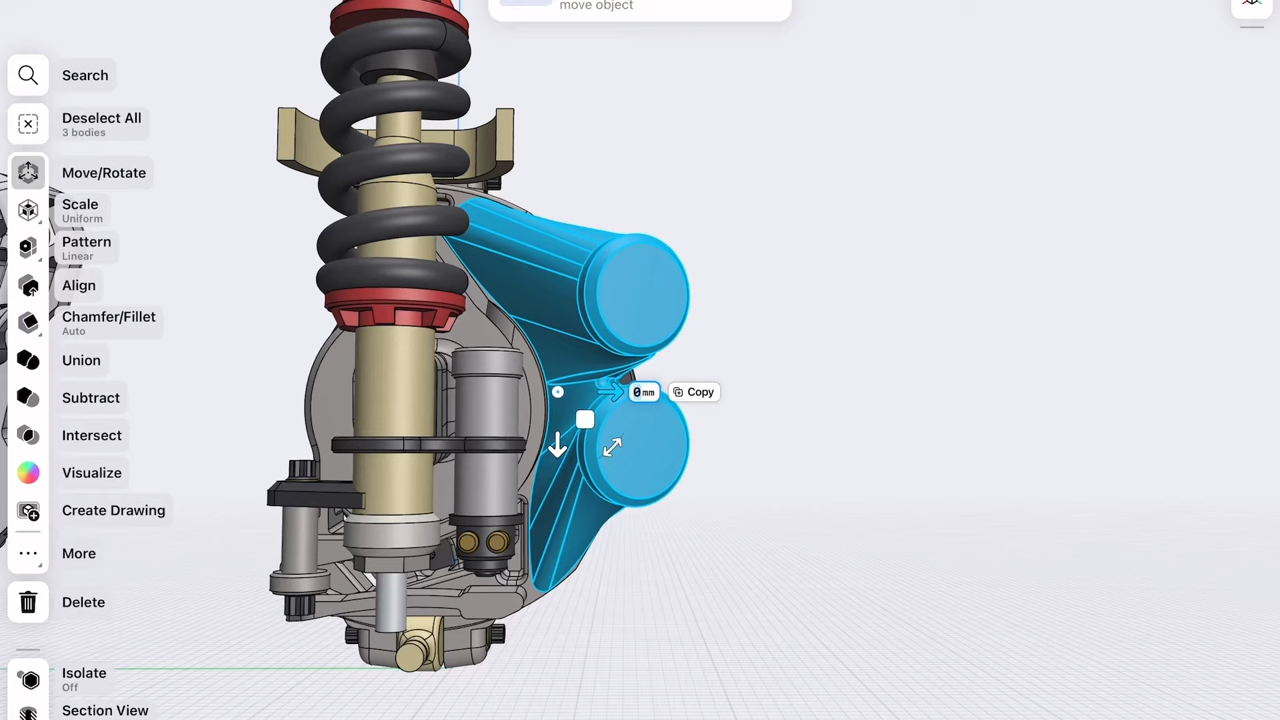 move object
Search
Deselect All
3 bodies
Move/Rotate
Scale
Uniform
Pattern
Linear
Align
Chamfer/Fillet
Auto
0 mm
Copy
Union
Subtract
Intersect
Visualize
Create Drawing
More
Delete
Isolate
Off
Section View